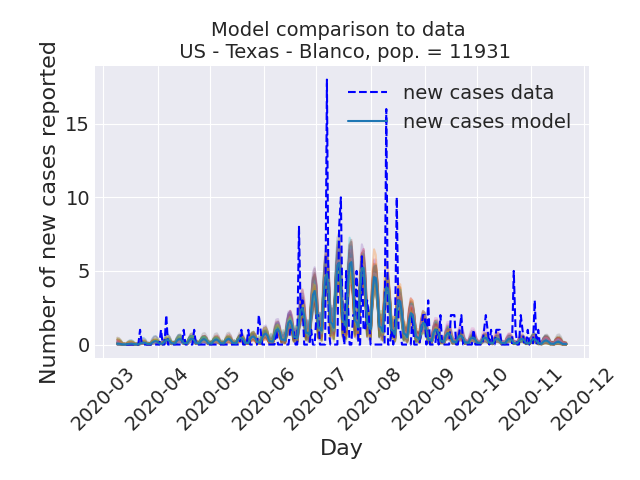 Model comparison to data
US - Texas - Blanco, pop. = 11931
new cases data
new cases model
Number of new cases reported
15
10
5
0
2020-03
2020-04
2020-05
2020-06
2020-07
2020-08
2020-09
2020-10
2020-11
2020-12
Day